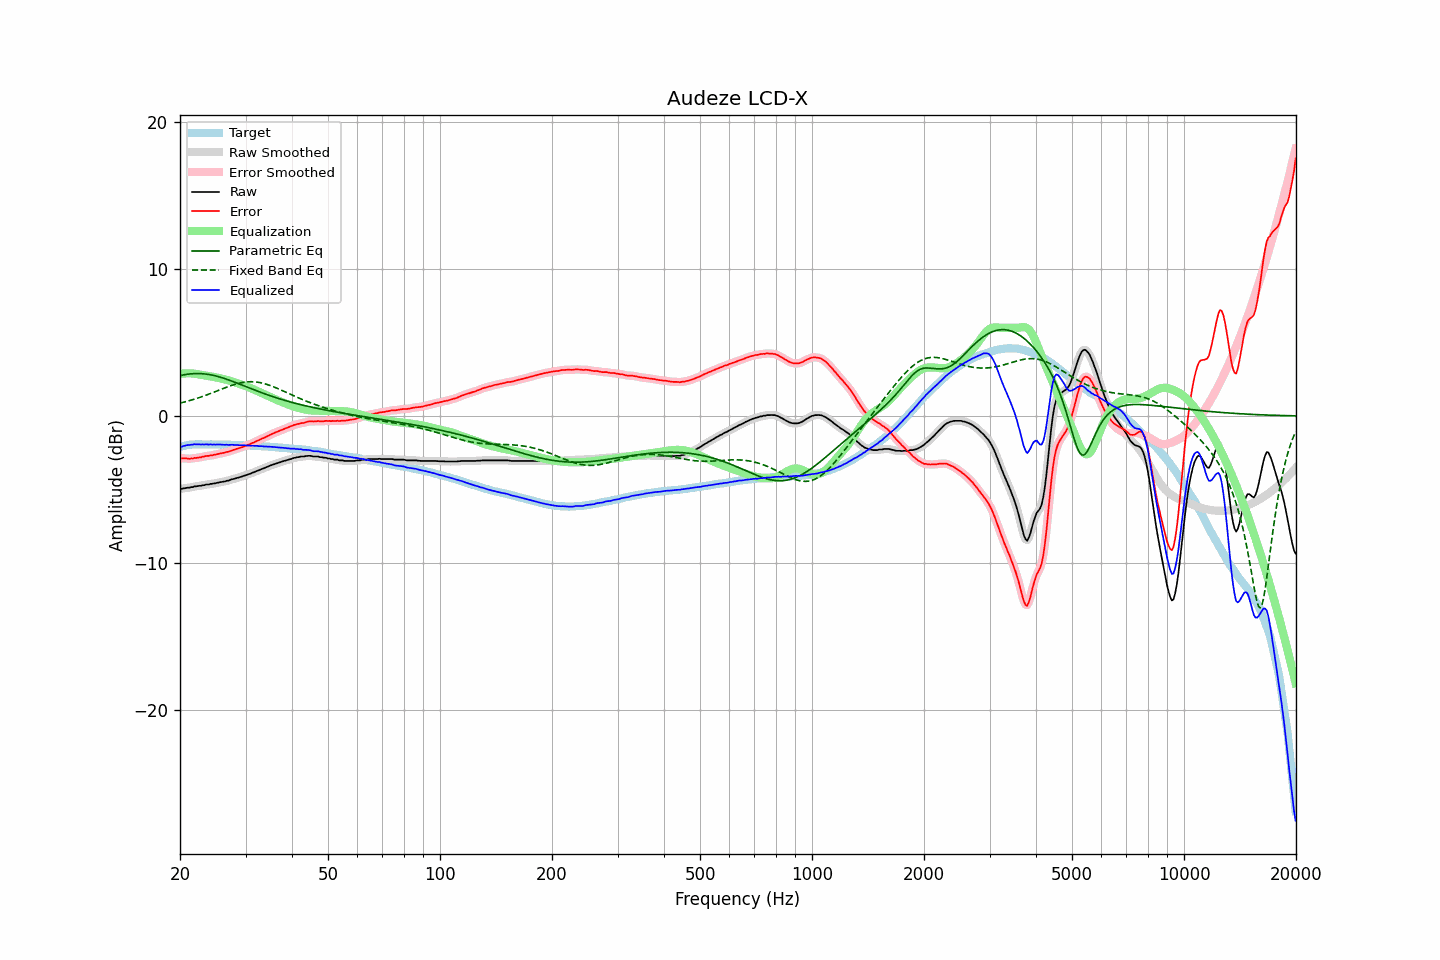 Audeze LCD-X
Target
Raw Smoothed
Error Smoothed
Raw
Error
Equalization
Parametric Eq
Fixed Band Eq
Equalized
20
10
0
−10
−20
Amplitude (dBr)
20
50
100
200
500
1000
2000
5000
10000
20000
Frequency (Hz)